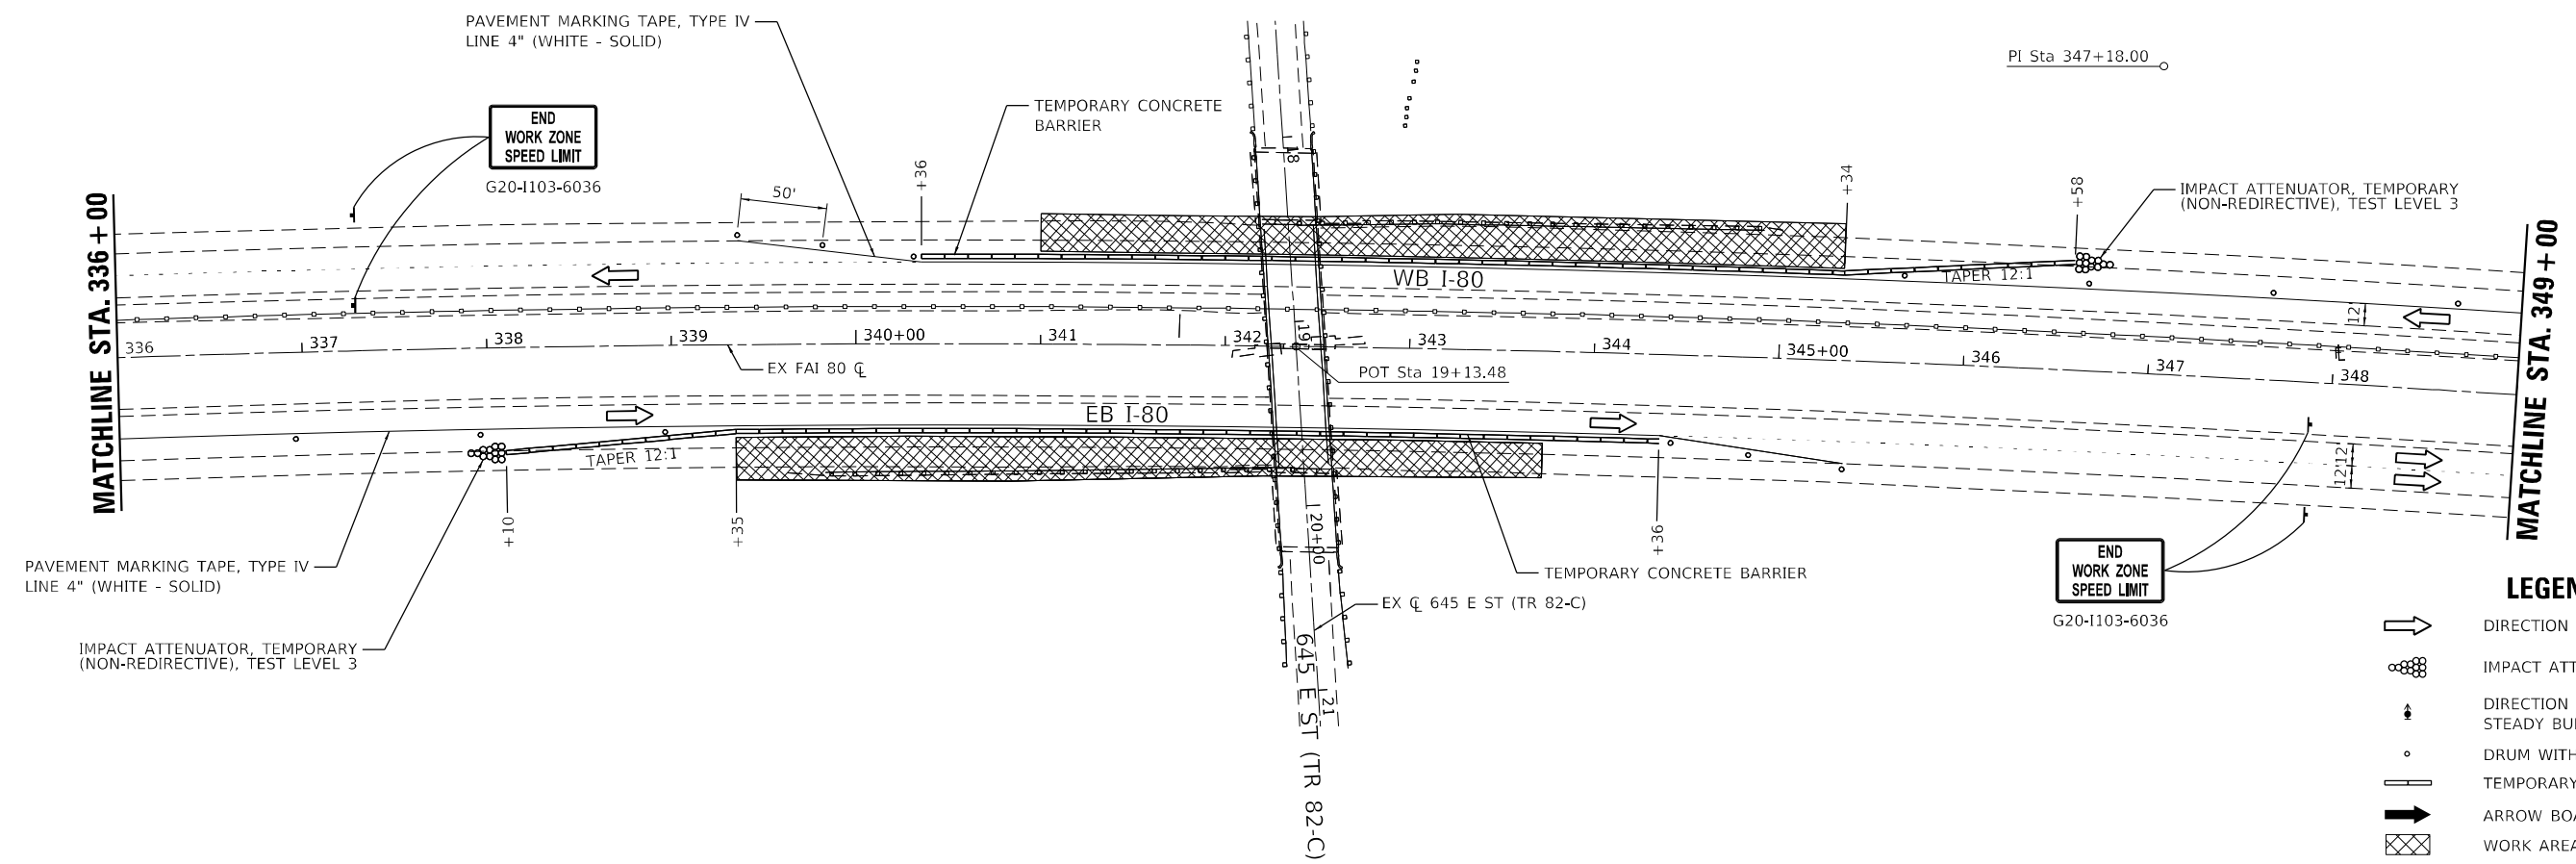 PAVEMENT MARKING TAPE, TYPE IV
LINE 4" (WHITE - SOLID)
PI Sta 347+18.00
END
WORK ZONE
SPEED LIMIT
G20-I103-6036
TEMPORARY CONCRETE
BARRIER
50'
+36
18
+34
+58
IMPACT ATTENUATOR, TEMPORARY
(NON-REDIRECTIVE), TEST LEVEL 3
MATCHLINE STA. 336+00
WB I-80
TAPER 12:1
12'
MATCHLINE STA. 349+00
336
337
338
339
340+00
341
342
19
343
344
345+00
346
347
348
EX FAI 80 ℄
POT Sta 19+13.48
EB I-80
TAPER 12:1
12'
12'
+10
+35
20+00
+36
PAVEMENT MARKING TAPE, TYPE IV
LINE 4" (WHITE - SOLID)
TEMPORARY CONCRETE BARRIER
END
WORK ZONE
SPEED LIMIT
G20-I103-6036
EX ℄ 645 E ST (TR 82-C)
IMPACT ATTENUATOR, TEMPORARY
(NON-REDIRECTIVE), TEST LEVEL 3
21
645 E ST (TR 82-C)
LEGEN
DIRECTION
IMPACT ATT
DIRECTION
STEADY BU
DRUM WITH
TEMPORARY
ARROW BOA
WORK AREA